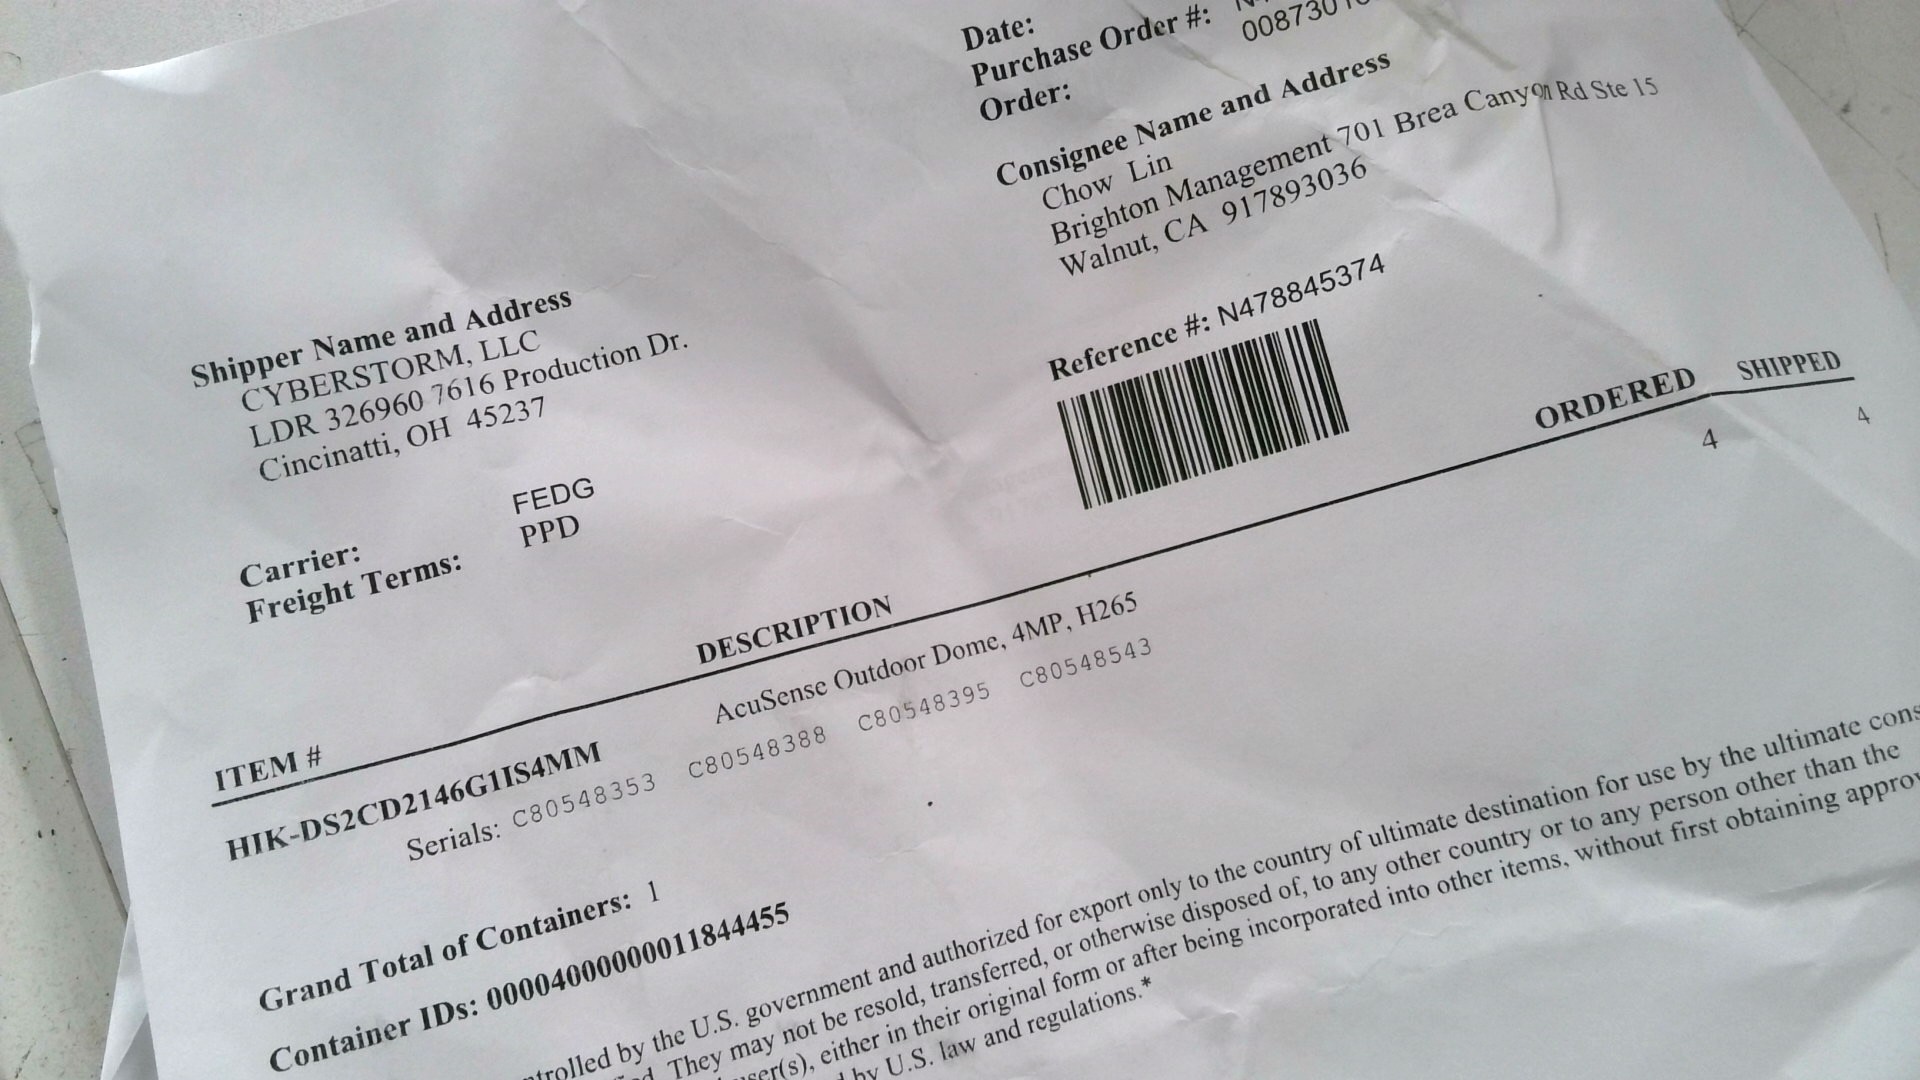 Date:
Purchase Order #:
Order:
Consignee Name and Address
Chow Lin
Brighton Management 701 Brea Canyon Rd Ste 15
Walnut, CA 917893036
Shipper Name and Address
CYBERSTORM, LLC
LDR 326960 7616 Production Dr.
Cincinatti, OH 45237
Reference #: N478845374
Carrier: FEDG
Freight Terms: PPD
ITEM # DESCRIPTION ORDERED SHIPPED
HIK-DS2CD2146G1IS4MM AcuSense Outdoor Dome, 4MP, H265 4 4
Serials: C80548353 C80548388 C80548395 C80548543
Grand Total of Containers: 1
Container IDs: 00004000000011844455
by the U.S. government and authorized for export only to the country of ultimate destination for use by the ultimate
They may not be resold, transferred, or otherwise disposed of, to any other country or to any person other than the
either in their original form or after being incorporated into other items, without first obtaining
by U.S. law and regulations.*